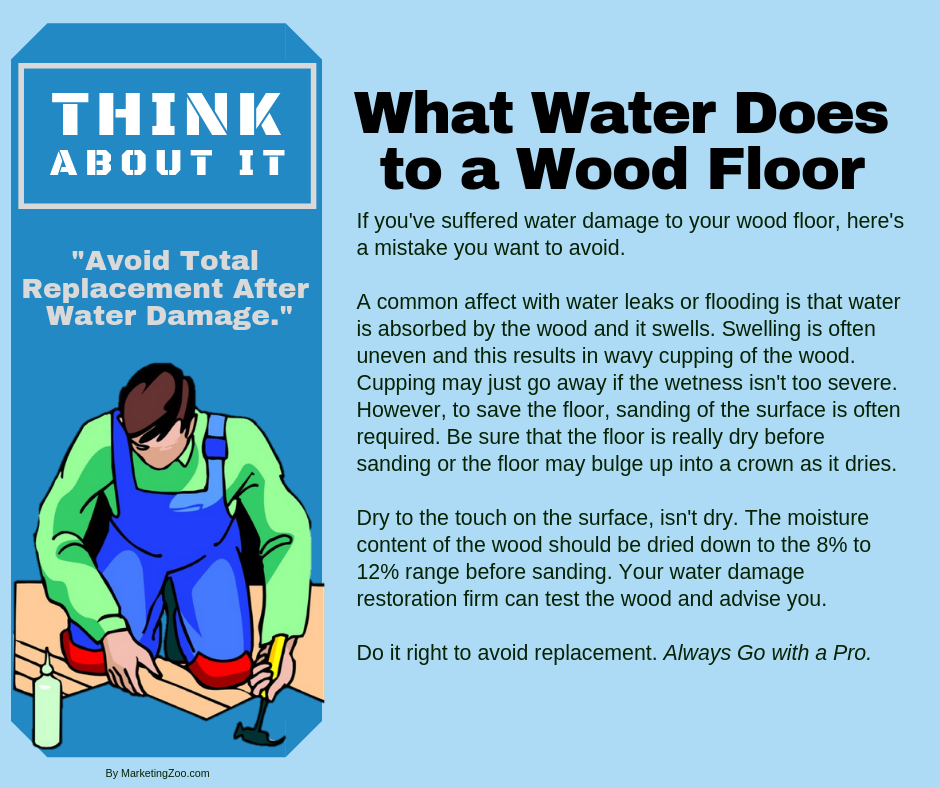 THINK
ABOUT IT
"Avoid Total
Replacement After
Water Damage."
What Water Does
to a Wood Floor
If you've suffered water damage to your wood floor, here's
a mistake you want to avoid.
A common affect with water leaks or flooding is that water
is absorbed by the wood and it swells. Swelling is often
uneven and this results in wavy cupping of the wood.
Cupping may just go away if the wetness isn't too severe.
However, to save the floor, sanding of the surface is often
required. Be sure that the floor is really dry before
sanding or the floor may bulge up into a crown as it dries.
Dry to the touch on the surface, isn't dry. The moisture
content of the wood should be dried down to the 8% to
12% range before sanding. Your water damage
restoration firm can test the wood and advise you.
Do it right to avoid replacement. Always Go with a Pro.
By MarketingZoo.com